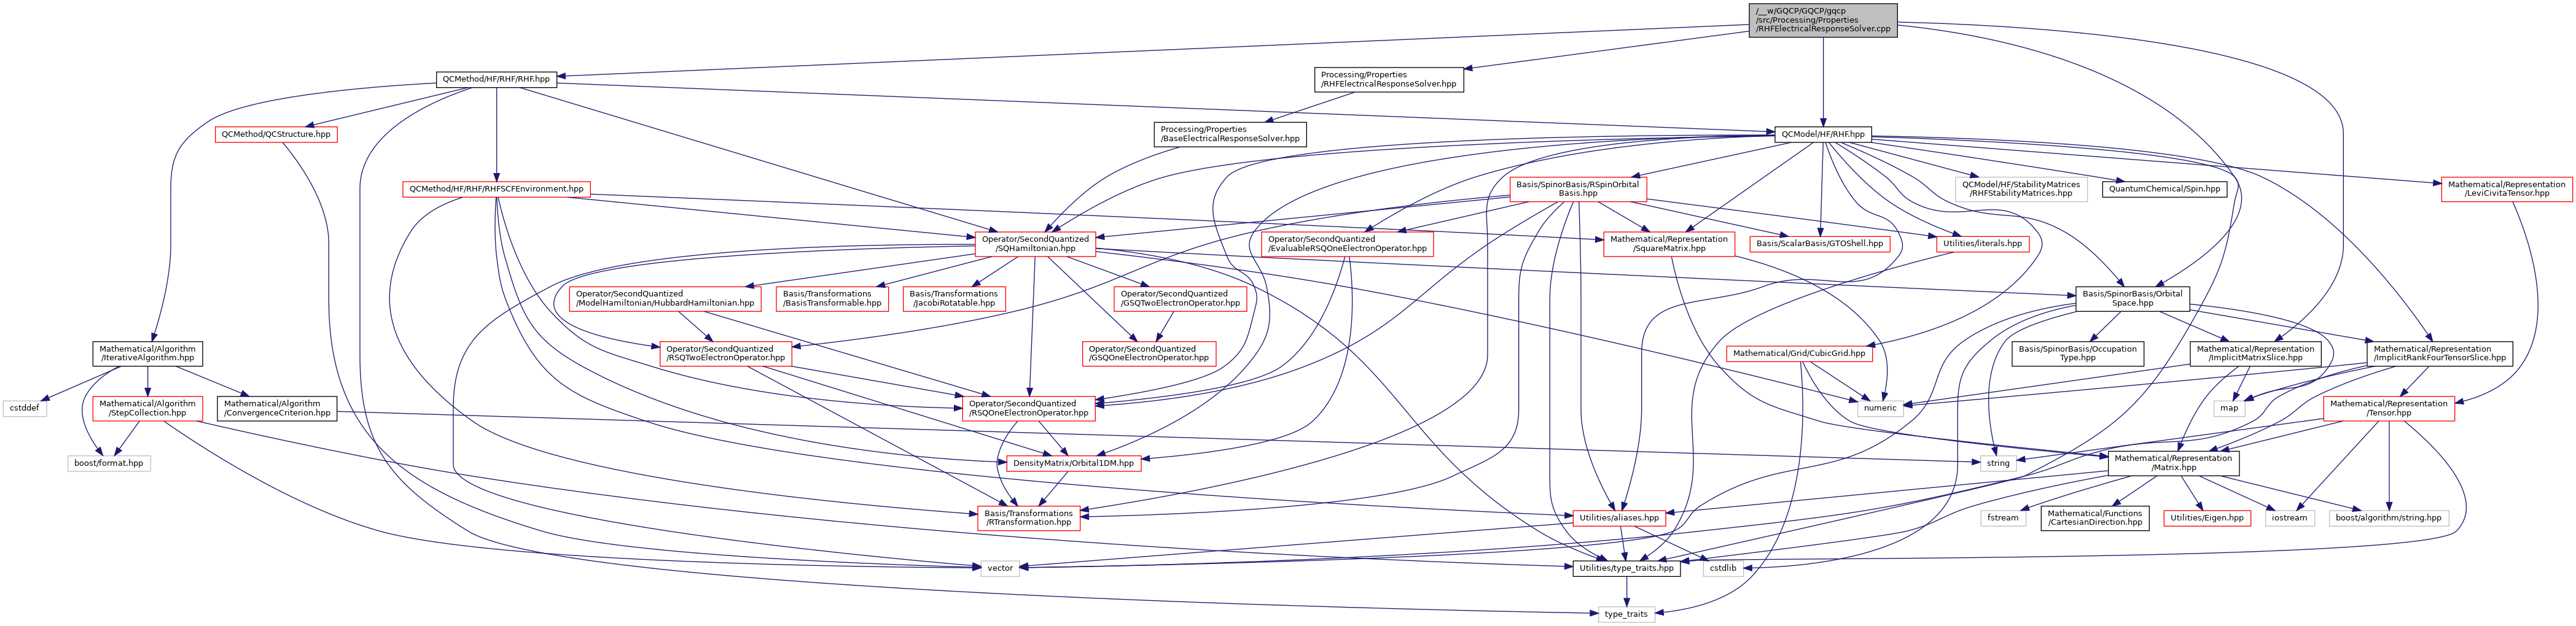 /__w/GQCP/GQCP/gqcp
/src/Processing/Properties
/RHFElectricalResponseSolver.cpp
QCMethod/HF/RHF/RHF.hpp
Processing/Properties
/RHFElectricalResponseSolver.hpp
QCMethod/QCStructure.hpp
Processing/Properties
/BaseElectricalResponseSolver.hpp
QCModel/HF/RHF.hpp
QCMethod/HF/RHF/RHFSCFEnvironment.hpp
Basis/SpinorBasis/RSpinOrbital
Basis.hpp
QCModel/HF/StabilityMatrices
/RHFStabilityMatrices.hpp
QuantumChemical/Spin.hpp
Mathematical/Representation
/LeviCivitaTensor.hpp
Operator/SecondQuantized
/SQHamiltonian.hpp
Operator/SecondQuantized
/EvaluableRSQOneElectronOperator.hpp
Mathematical/Representation
/SquareMatrix.hpp
Basis/ScalarBasis/GTOShell.hpp
Utilities/literals.hpp
Operator/SecondQuantized
/ModelHamiltonian/HubbardHamiltonian.hpp
Basis/Transformations
/BasisTransformable.hpp
Basis/Transformations
/JacobiRotatable.hpp
Operator/SecondQuantized
/GSQTwoElectronOperator.hpp
Basis/SpinorBasis/Orbital
Space.hpp
Mathematical/Algorithm
/IterativeAlgorithm.hpp
Operator/SecondQuantized
/RSQTwoElectronOperator.hpp
Operator/SecondQuantized
/GSQOneElectronOperator.hpp
Mathematical/Grid/CubicGrid.hpp
Basis/SpinorBasis/Occupation
Type.hpp
Mathematical/Representation
/ImplicitMatrixSlice.hpp
Mathematical/Representation
/ImplicitRankFourTensorSlice.hpp
cstddef
Mathematical/Algorithm
/StepCollection.hpp
Mathematical/Algorithm
/ConvergenceCriterion.hpp
Operator/SecondQuantized
/RSQOneElectronOperator.hpp
numeric
map
Mathematical/Representation
/Tensor.hpp
boost/format.hpp
DensityMatrix/Orbital1DM.hpp
string
Mathematical/Representation
/Matrix.hpp
Basis/Transformations
/RTransformation.hpp
Utilities/aliases.hpp
fstream
Mathematical/Functions
/CartesianDirection.hpp
Utilities/Eigen.hpp
iostream
boost/algorithm/string.hpp
vector
Utilities/type_traits.hpp
cstdlib
type_traits